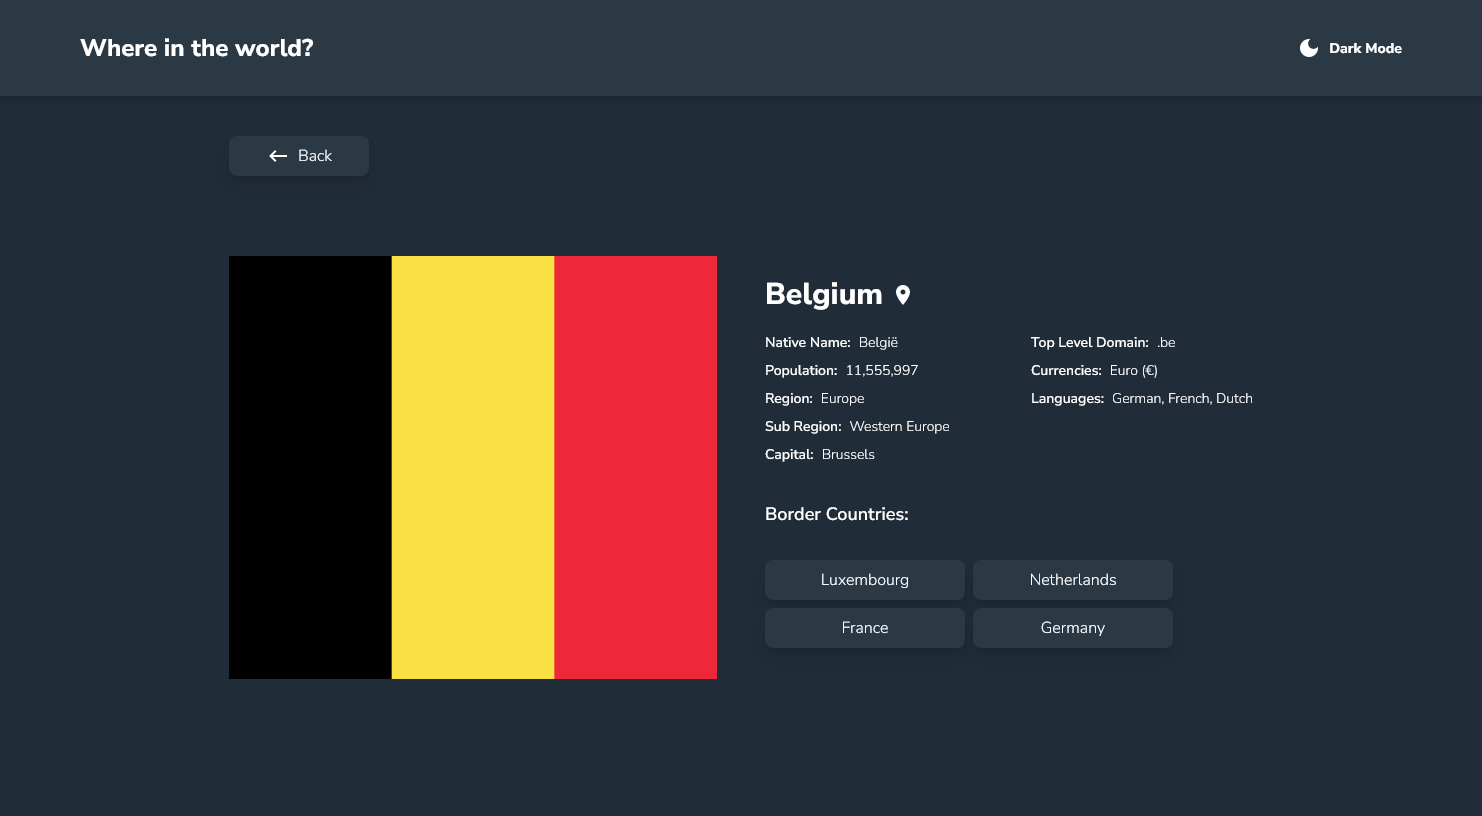 Where in the world?
Dark Mode
Back
Belgium
Native Name: België
Population: 11,555,997
Region: Europe
Sub Region: Western Europe
Capital: Brussels
Top Level Domain: .be
Currencies: Euro (€)
Languages: German, French, Dutch
Border Countries:
Luxembourg
Netherlands
France
Germany